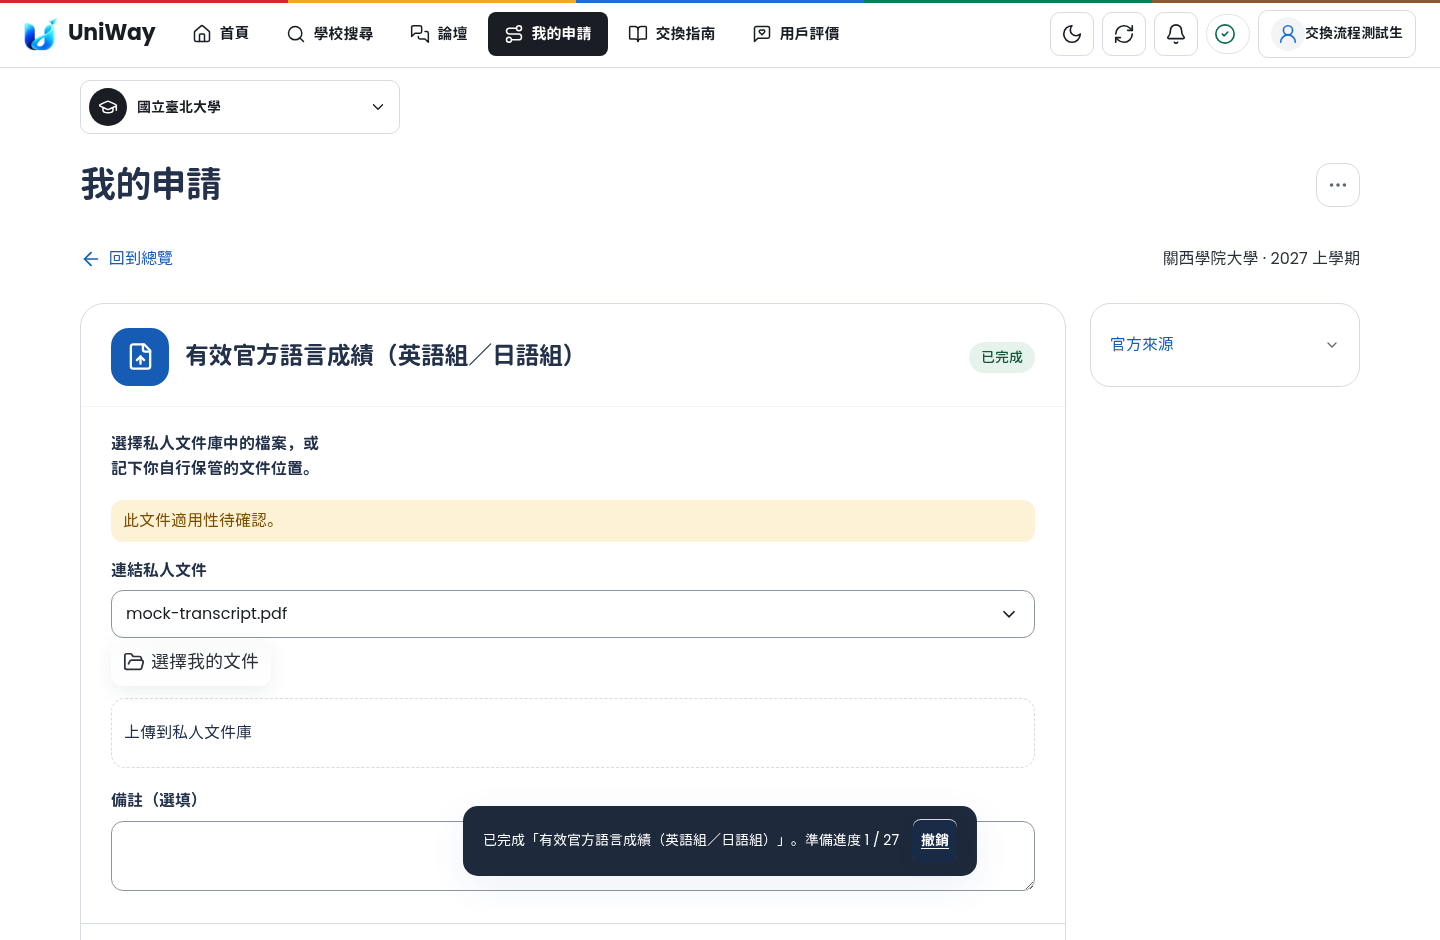 UniWay
首頁
學校搜尋
論壇
我的申請
交換指南
用戶評價
交換流程測試生
國立臺北大學
我的申請
回到總覽
關西學院大學 · 2027 上學期
有效官方語言成績（英語組／日語組）
已完成
官方來源
選擇私人文件庫中的檔案，或
記下你自行保管的文件位置。
此文件適用性待確認。
連結私人文件
mock-transcript.pdf
選擇我的文件
上傳到私人文件庫
備註（選填）
已完成「有效官方語言成績（英語組／日語組）」。準備進度 1 / 27
撤銷